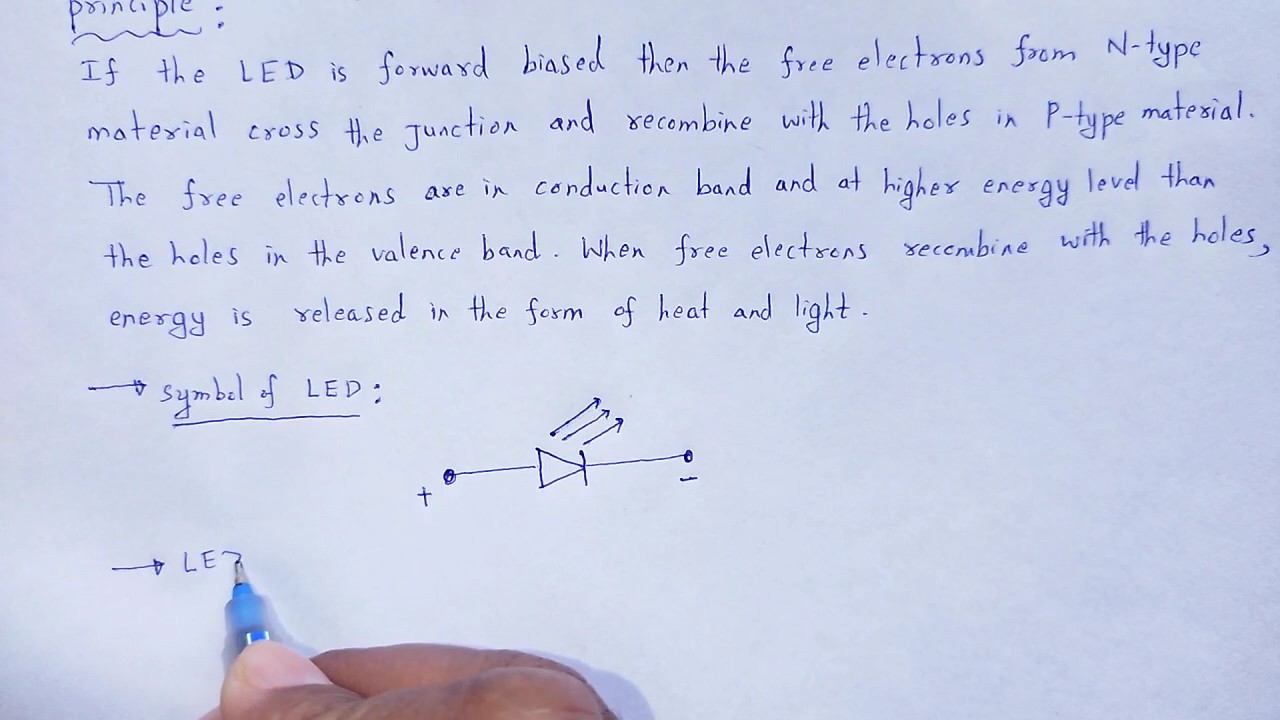 principle :
If the LED is forward biased then the free electrons from N-type
material cross the junction and recombine with the holes in P-type material.
The free electrons are in conduction band and at higher energy level than
the holes in the valence band. When free electrons recombine with the holes,
energy is released in the form of heat and light.
→ Symbol of LED :
+ -
→ LED